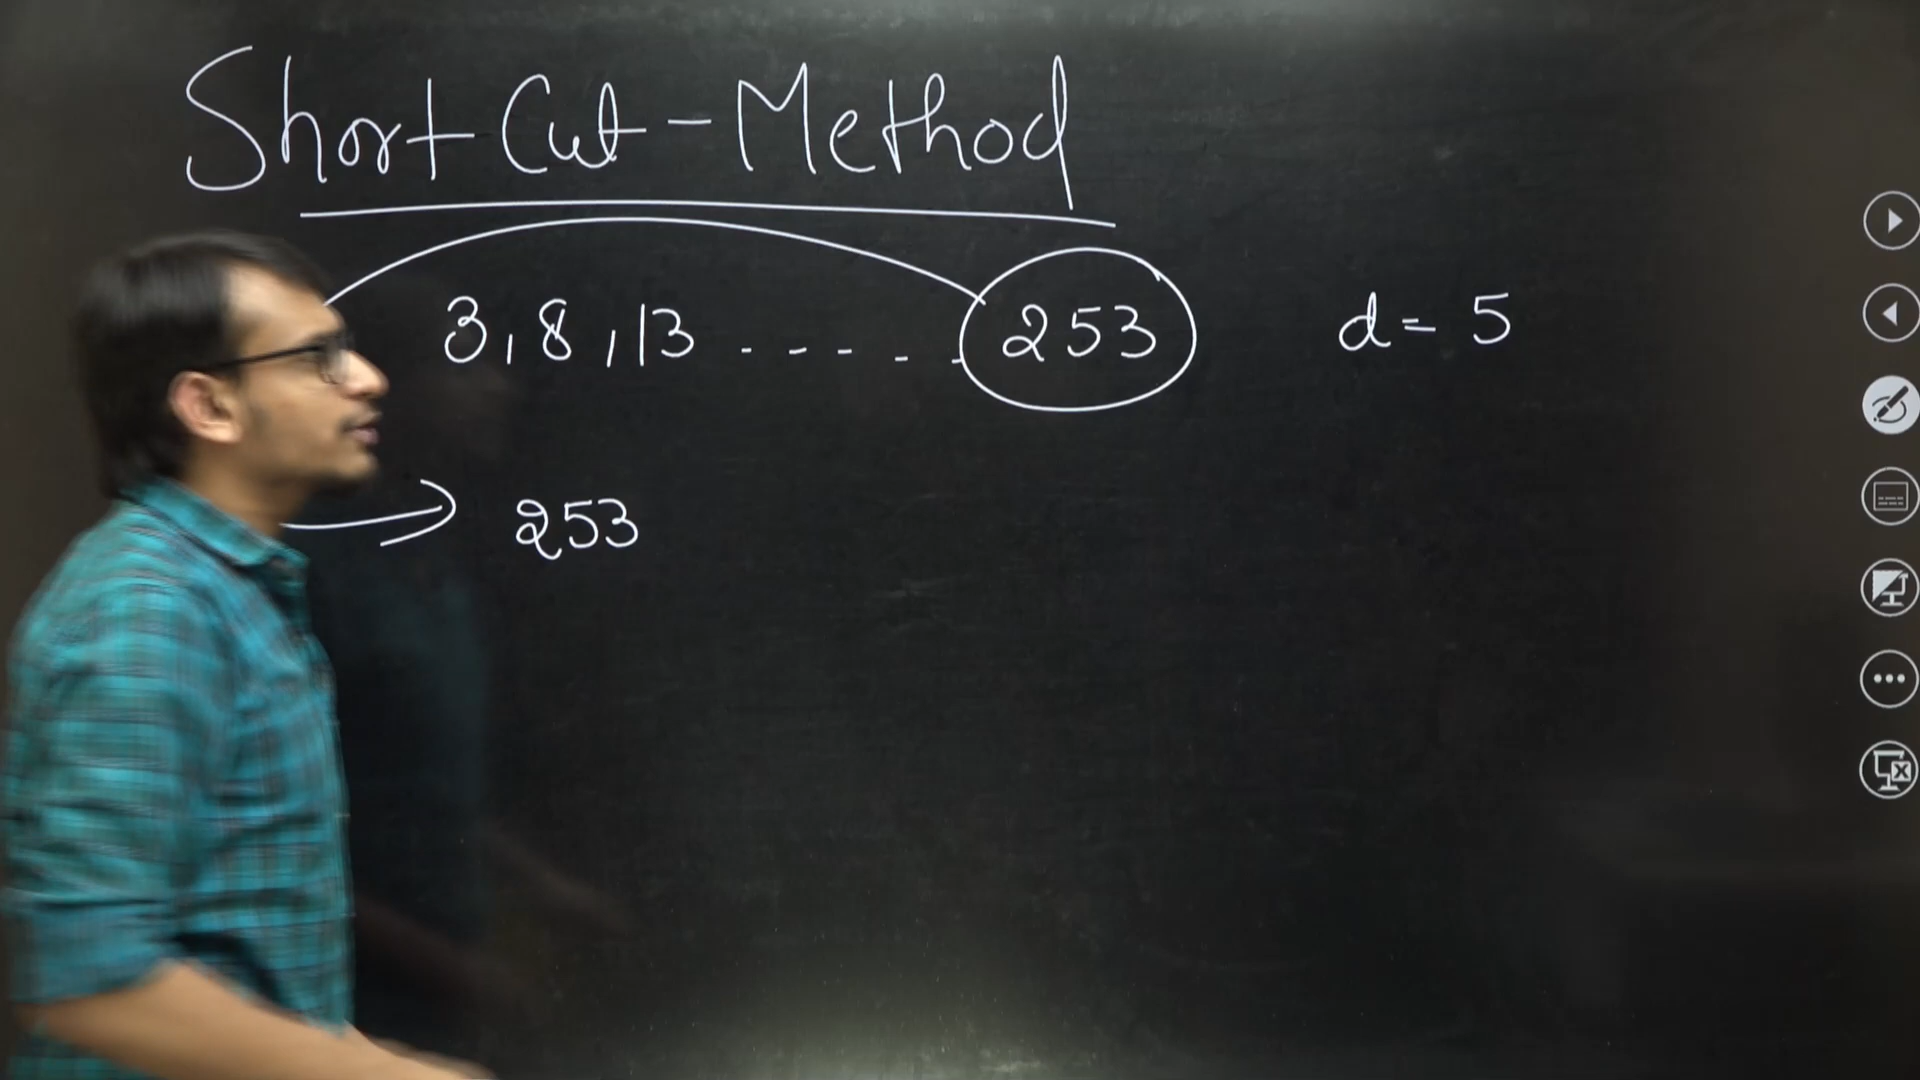 Short Cut-Method
3, 8, 13 - - - - - 253 d= 5
253